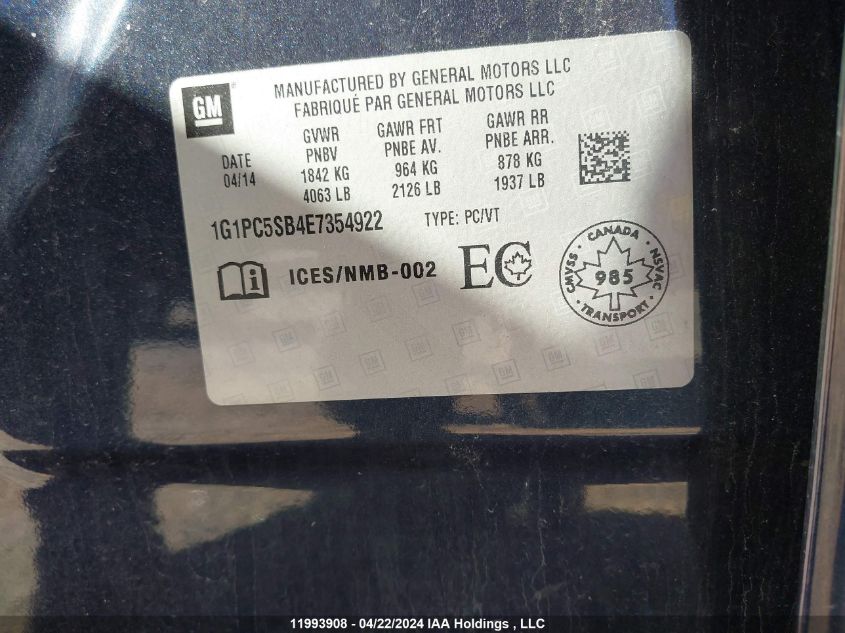 GM
MANUFACTURED BY GENERAL MOTORS LLC
FABRIQUÉ PAR GENERAL MOTORS LLC
DATE
04/14
GVWR
PNBV
1842 KG
4063 LB
GAWR FRT
PNBE AV.
964 KG
2126 LB
GAWR RR
PNBE ARR.
878 KG
1937 LB
1G1PC5SB4E7354922 TYPE: PC/VT
i ICES/NMB-002 EC
CANADA
CMVSS 985 NSVAC
TRANSPORT
11993908 - 04/22/2024 IAA Holdings , LLC